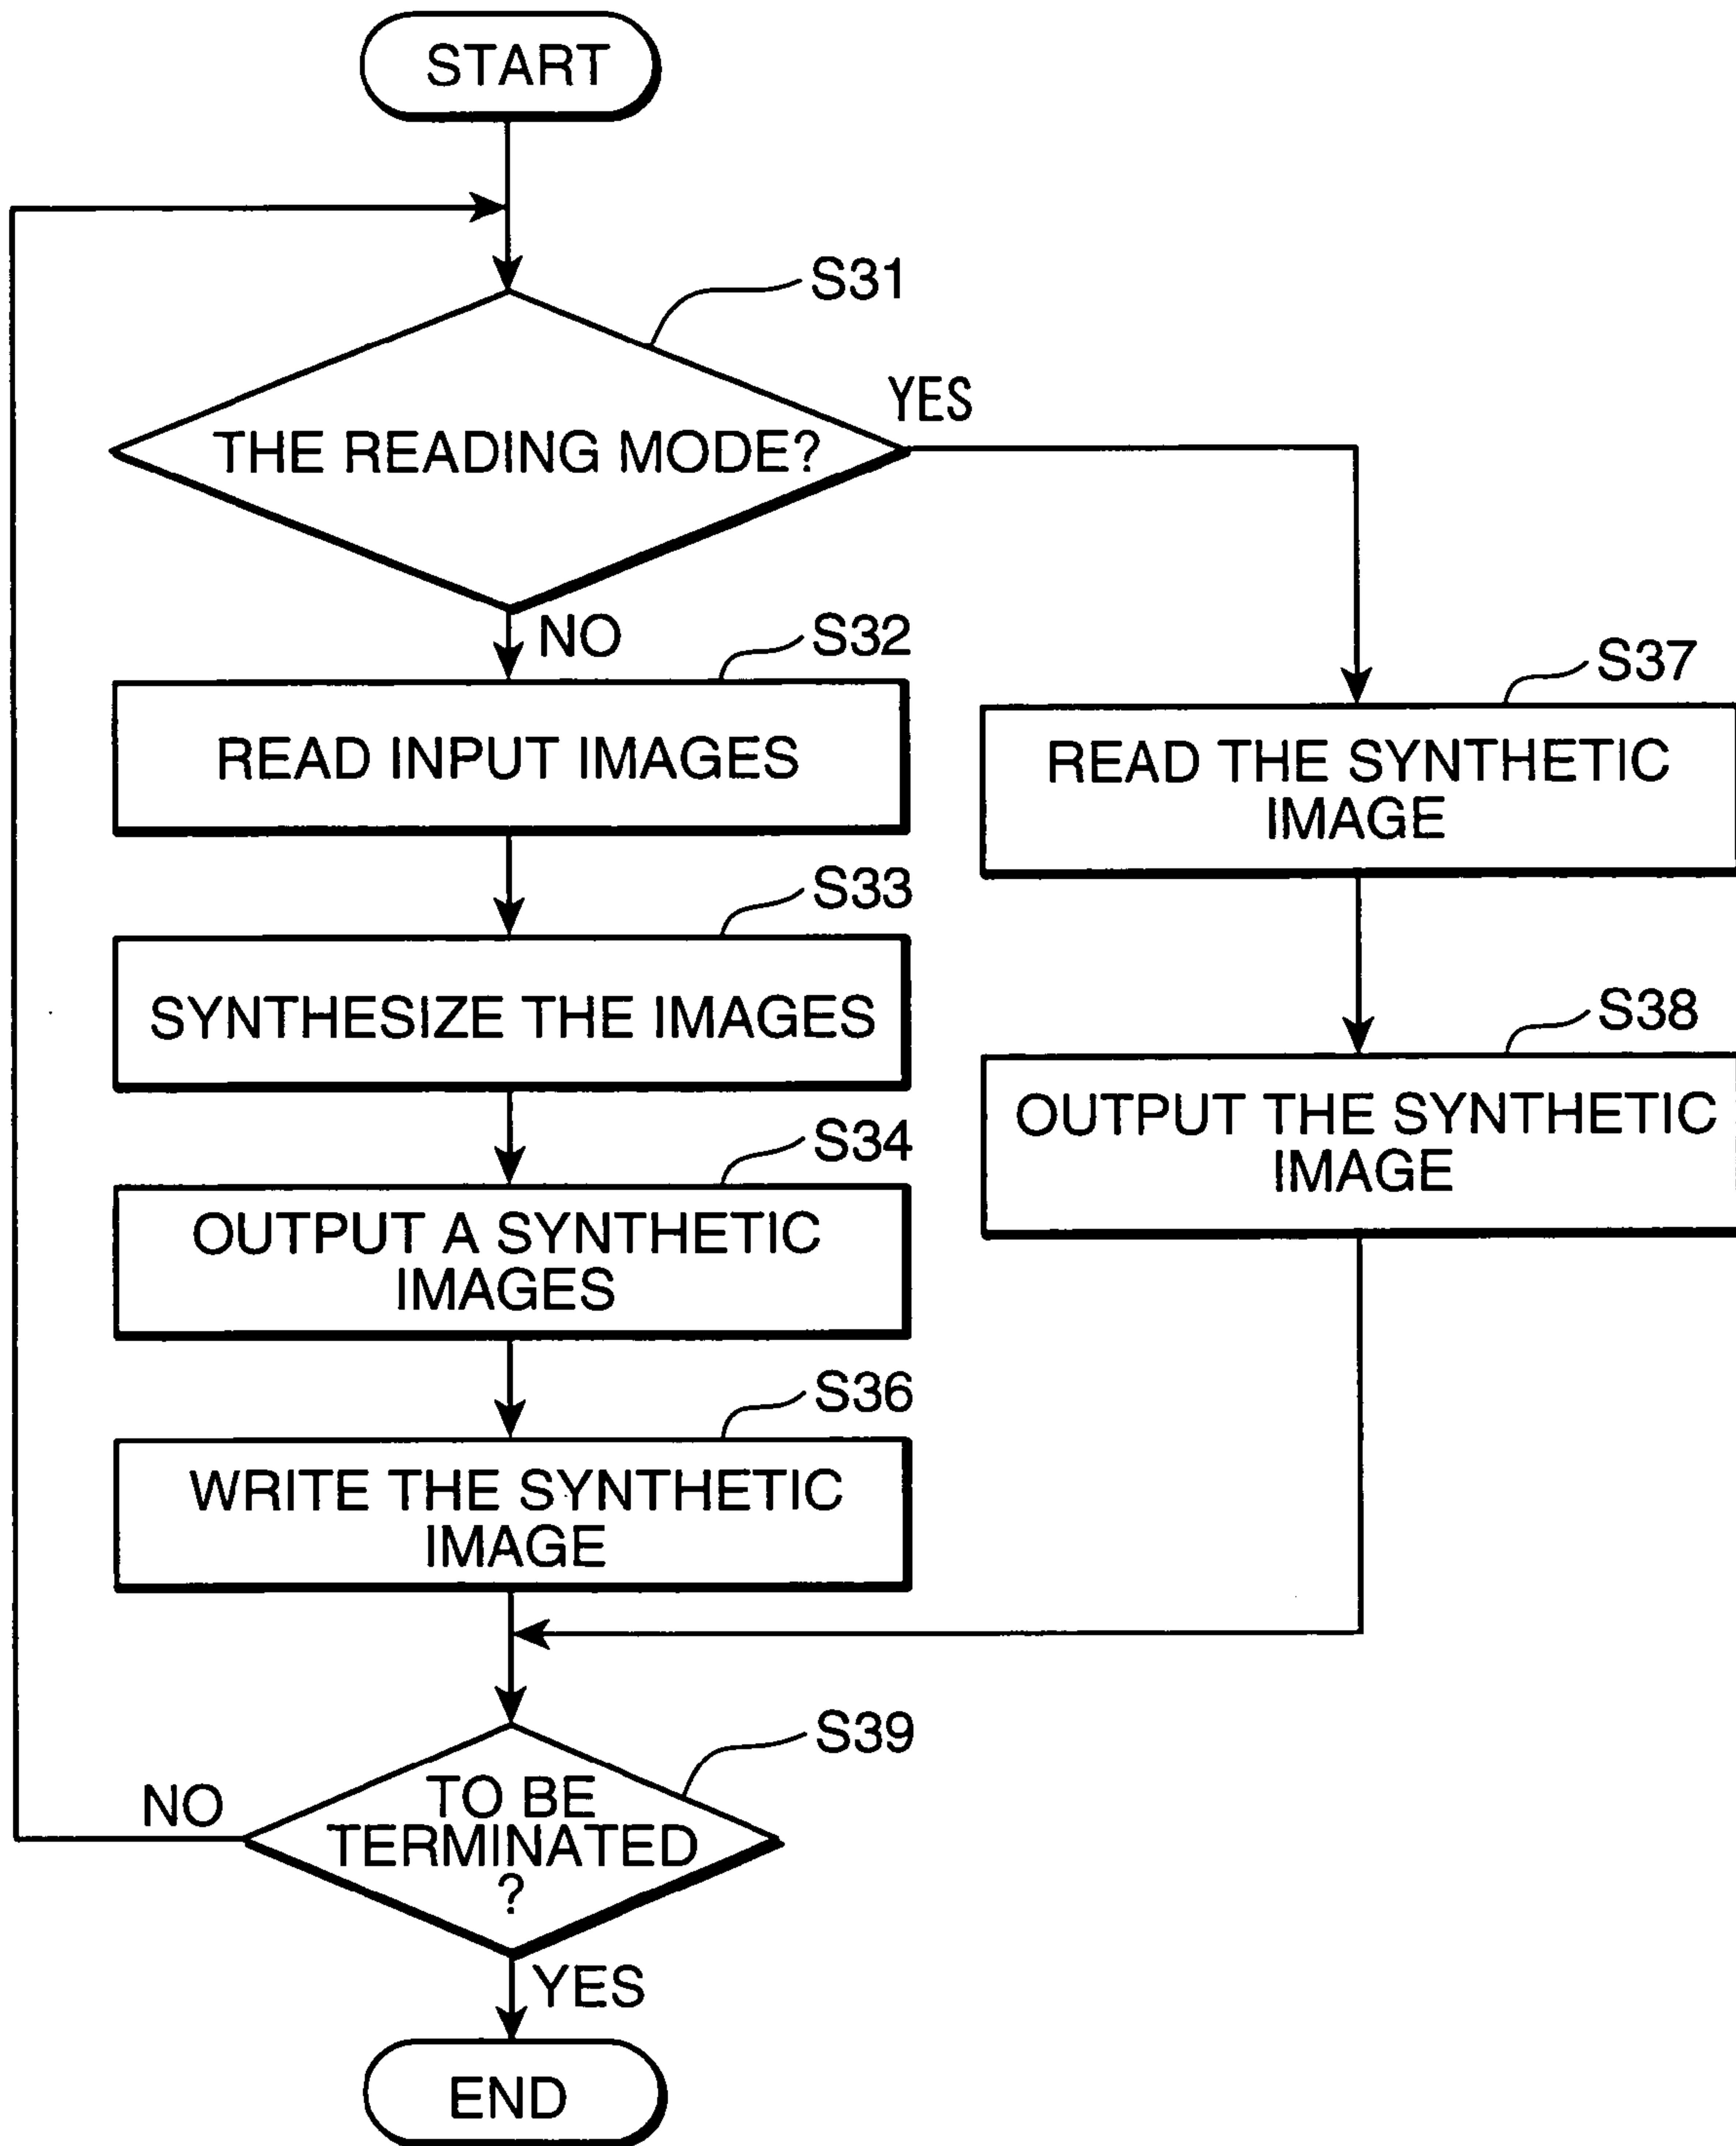 START
S31
THE READING MODE?
YES
NO
S32
READ INPUT IMAGES
S33
SYNTHESIZE THE IMAGES
S34
OUTPUT A SYNTHETIC
IMAGES
S36
WRITE THE SYNTHETIC
IMAGE
S37
READ THE SYNTHETIC
IMAGE
S38
OUTPUT THE SYNTHETIC
IMAGE
S39
TO BE
TERMINATED
?
NO
YES
END